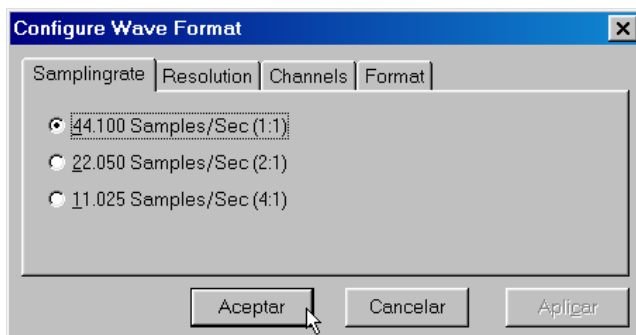 Configure Wave Format
Samplingrate Resolution Channels Format
44.100 Samples/Sec (1:1)
22.050 Samples/Sec (2:1)
11.025 Samples/Sec (4:1)
Aceptar Cancelar Aplicar